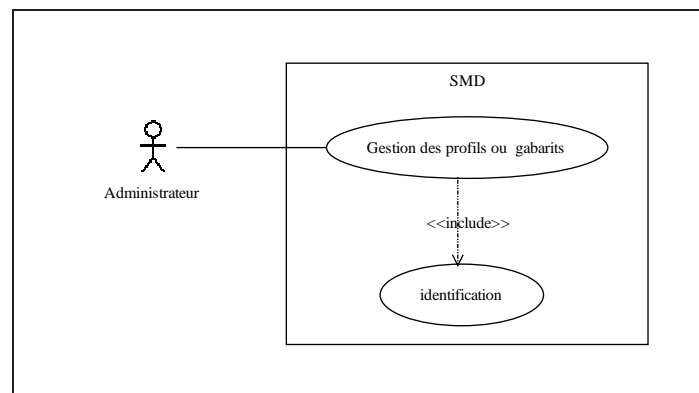 SMD
Gestion des profils ou gabarits
Administrateur
<<include>>
identification